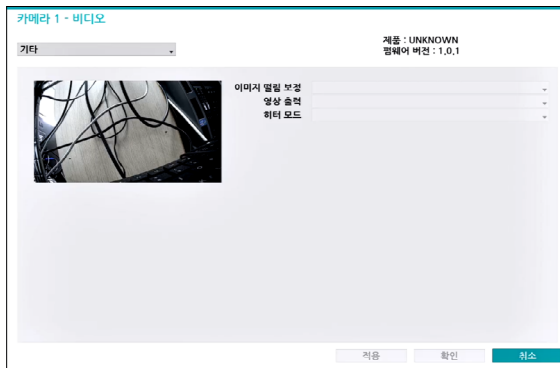 카메라 1 - 비디오
기타
제품 : UNKNOWN
펌웨어 버전 : 1.0.1
이미지 떨림 보정
영상 출력
히터 모드
적용
확인
취소